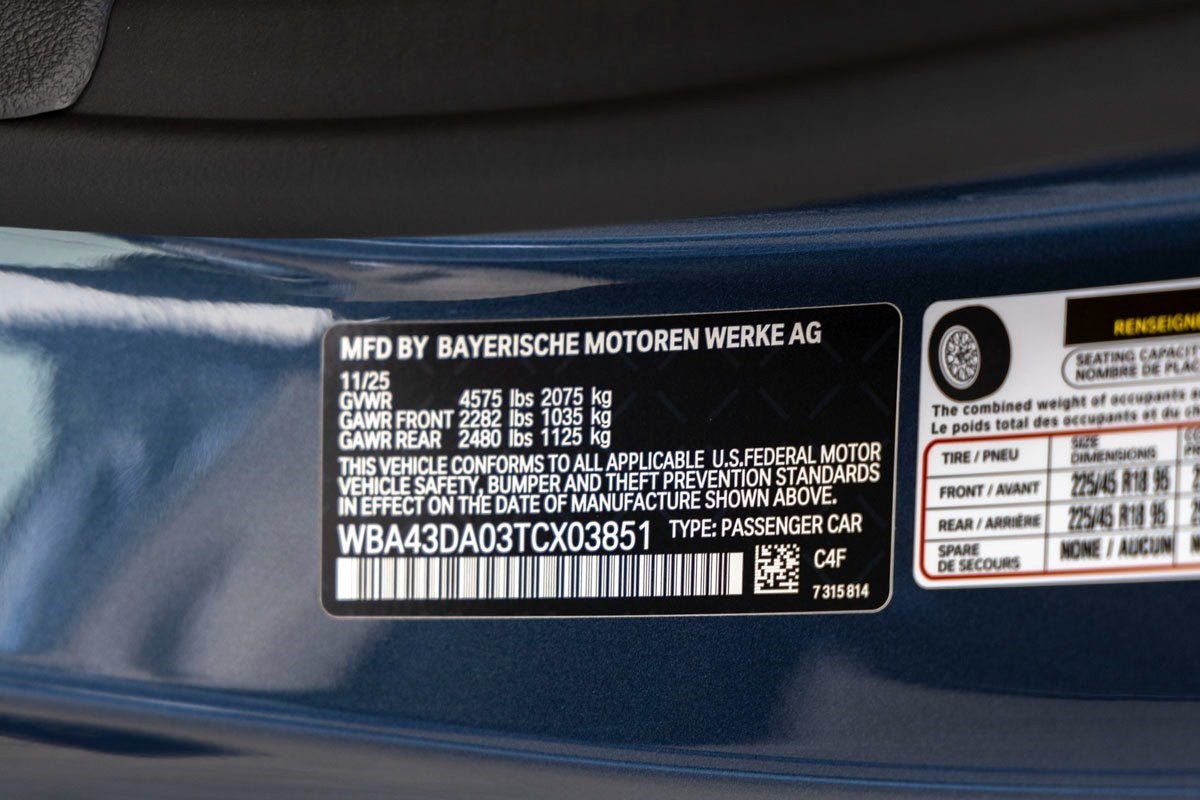 MFD BY BAYERISCHE MOTOREN WERKE AG
11/25
GVWR 4575 lbs 2075 kg
GAWR FRONT 2282 lbs 1035 kg
GAWR REAR 2480 lbs 1125 kg
THIS VEHICLE CONFORMS TO ALL APPLICABLE U.S.FEDERAL MOTOR
VEHICLE SAFETY, BUMPER AND THEFT PREVENTION STANDARDS
IN EFFECT ON THE DATE OF MANUFACTURE SHOWN ABOVE.
WBA43DA03TCX03851 TYPE: PASSENGER CAR
C4F
7315814
RENSEIGN
SEATING CAPACIT
NOMBRE DE PLAC
The combined weight of occupants
Le poids total des occupants et du
TIRE / PNEU
SIZE
DIMENSIONS
FRONT / AVANT 225/45 R18 95
REAR / ARRIÈRE 225/45 R18 95
SPARE
DE SECOURS
NONE / AUCUN